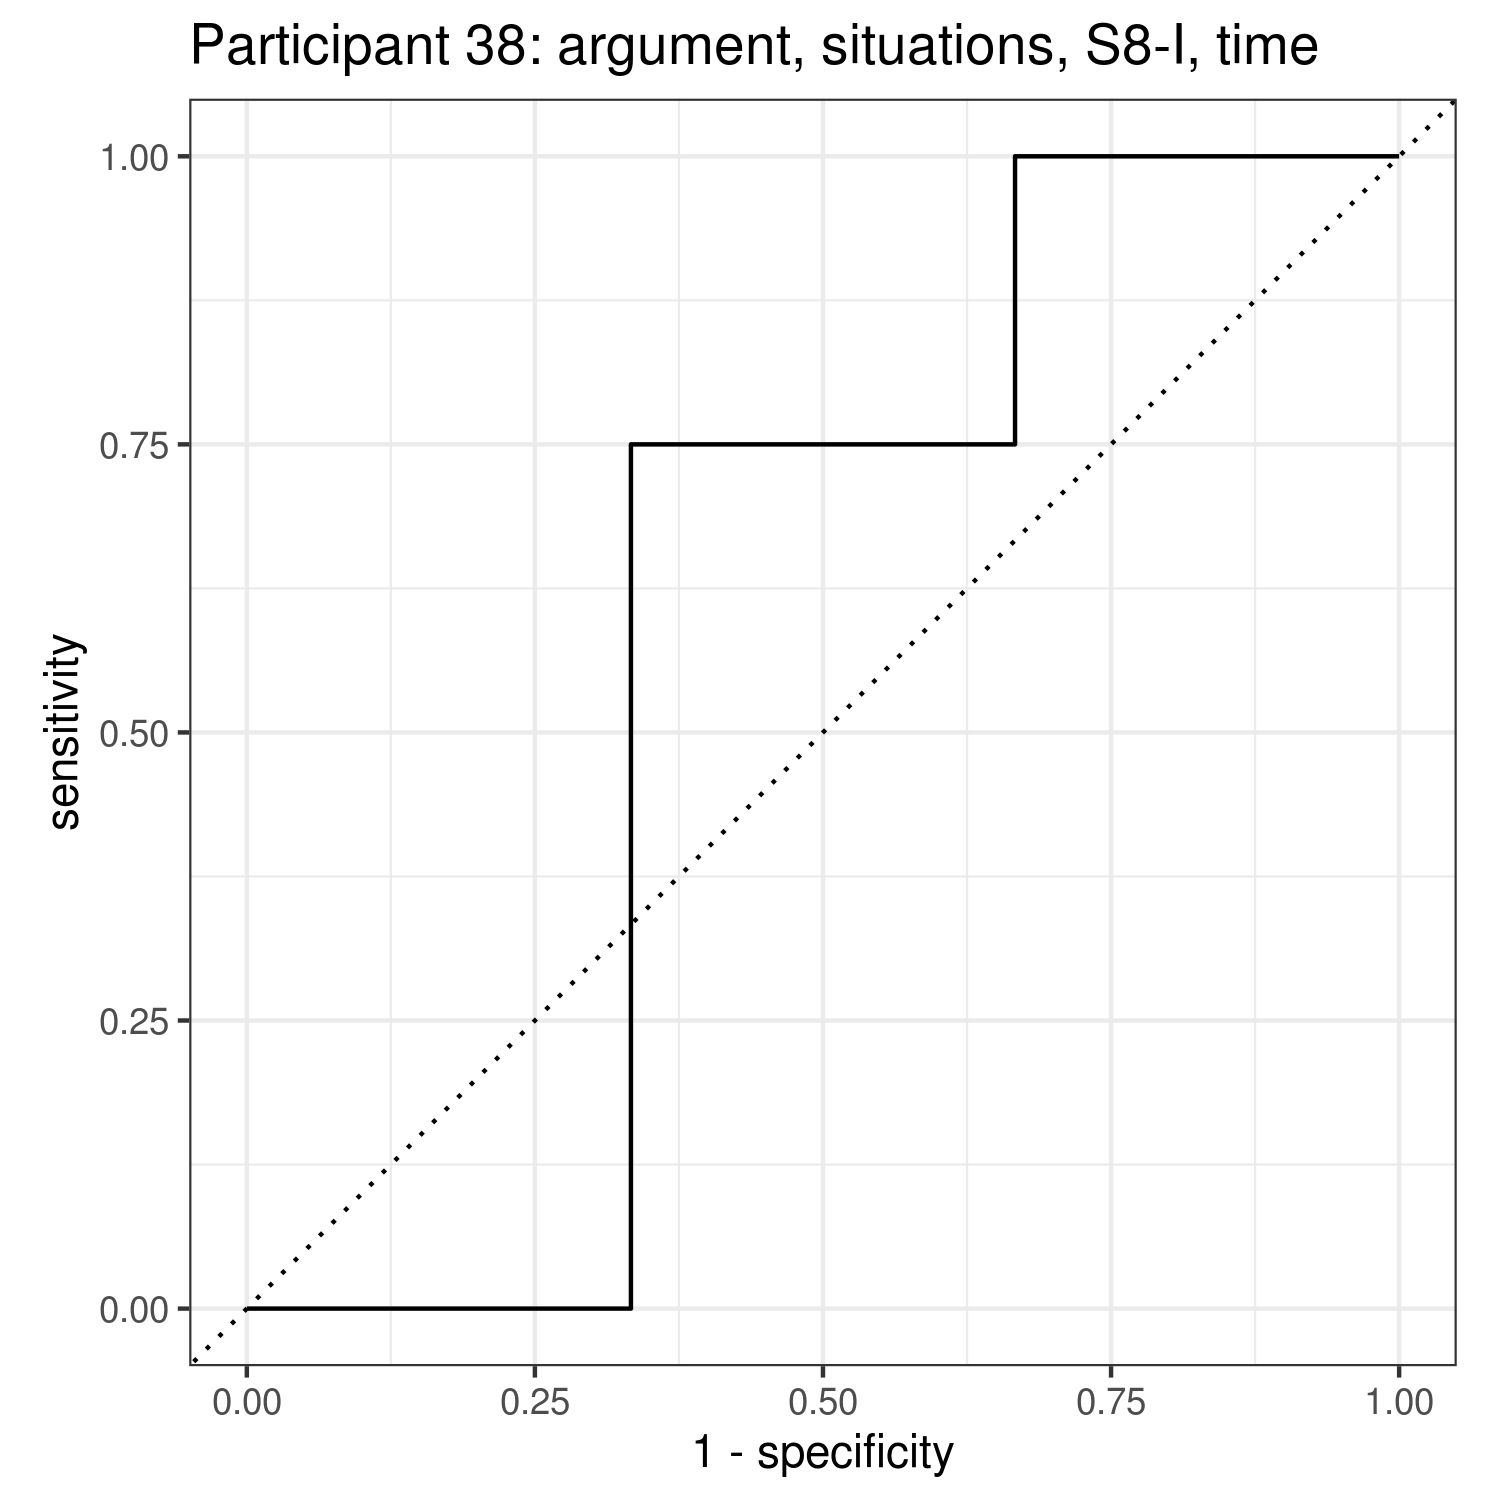 Participant 38: argument, situations, S8-I, time
1.00
0.75
0.50
0.25
0.00
sensitivity
0.00 0.25 0.50 0.75 1.00
1 - specificity